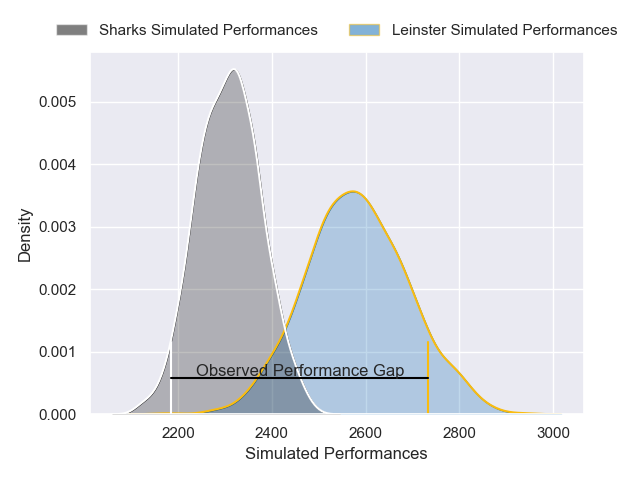 Sharks Simulated Performances
Leinster Simulated Performances
0.005
0.004
0.003
0.002
0.001
0.000
Density
Observed Performance Gap
2200
2400
2600
2800
3000
Simulated Performances